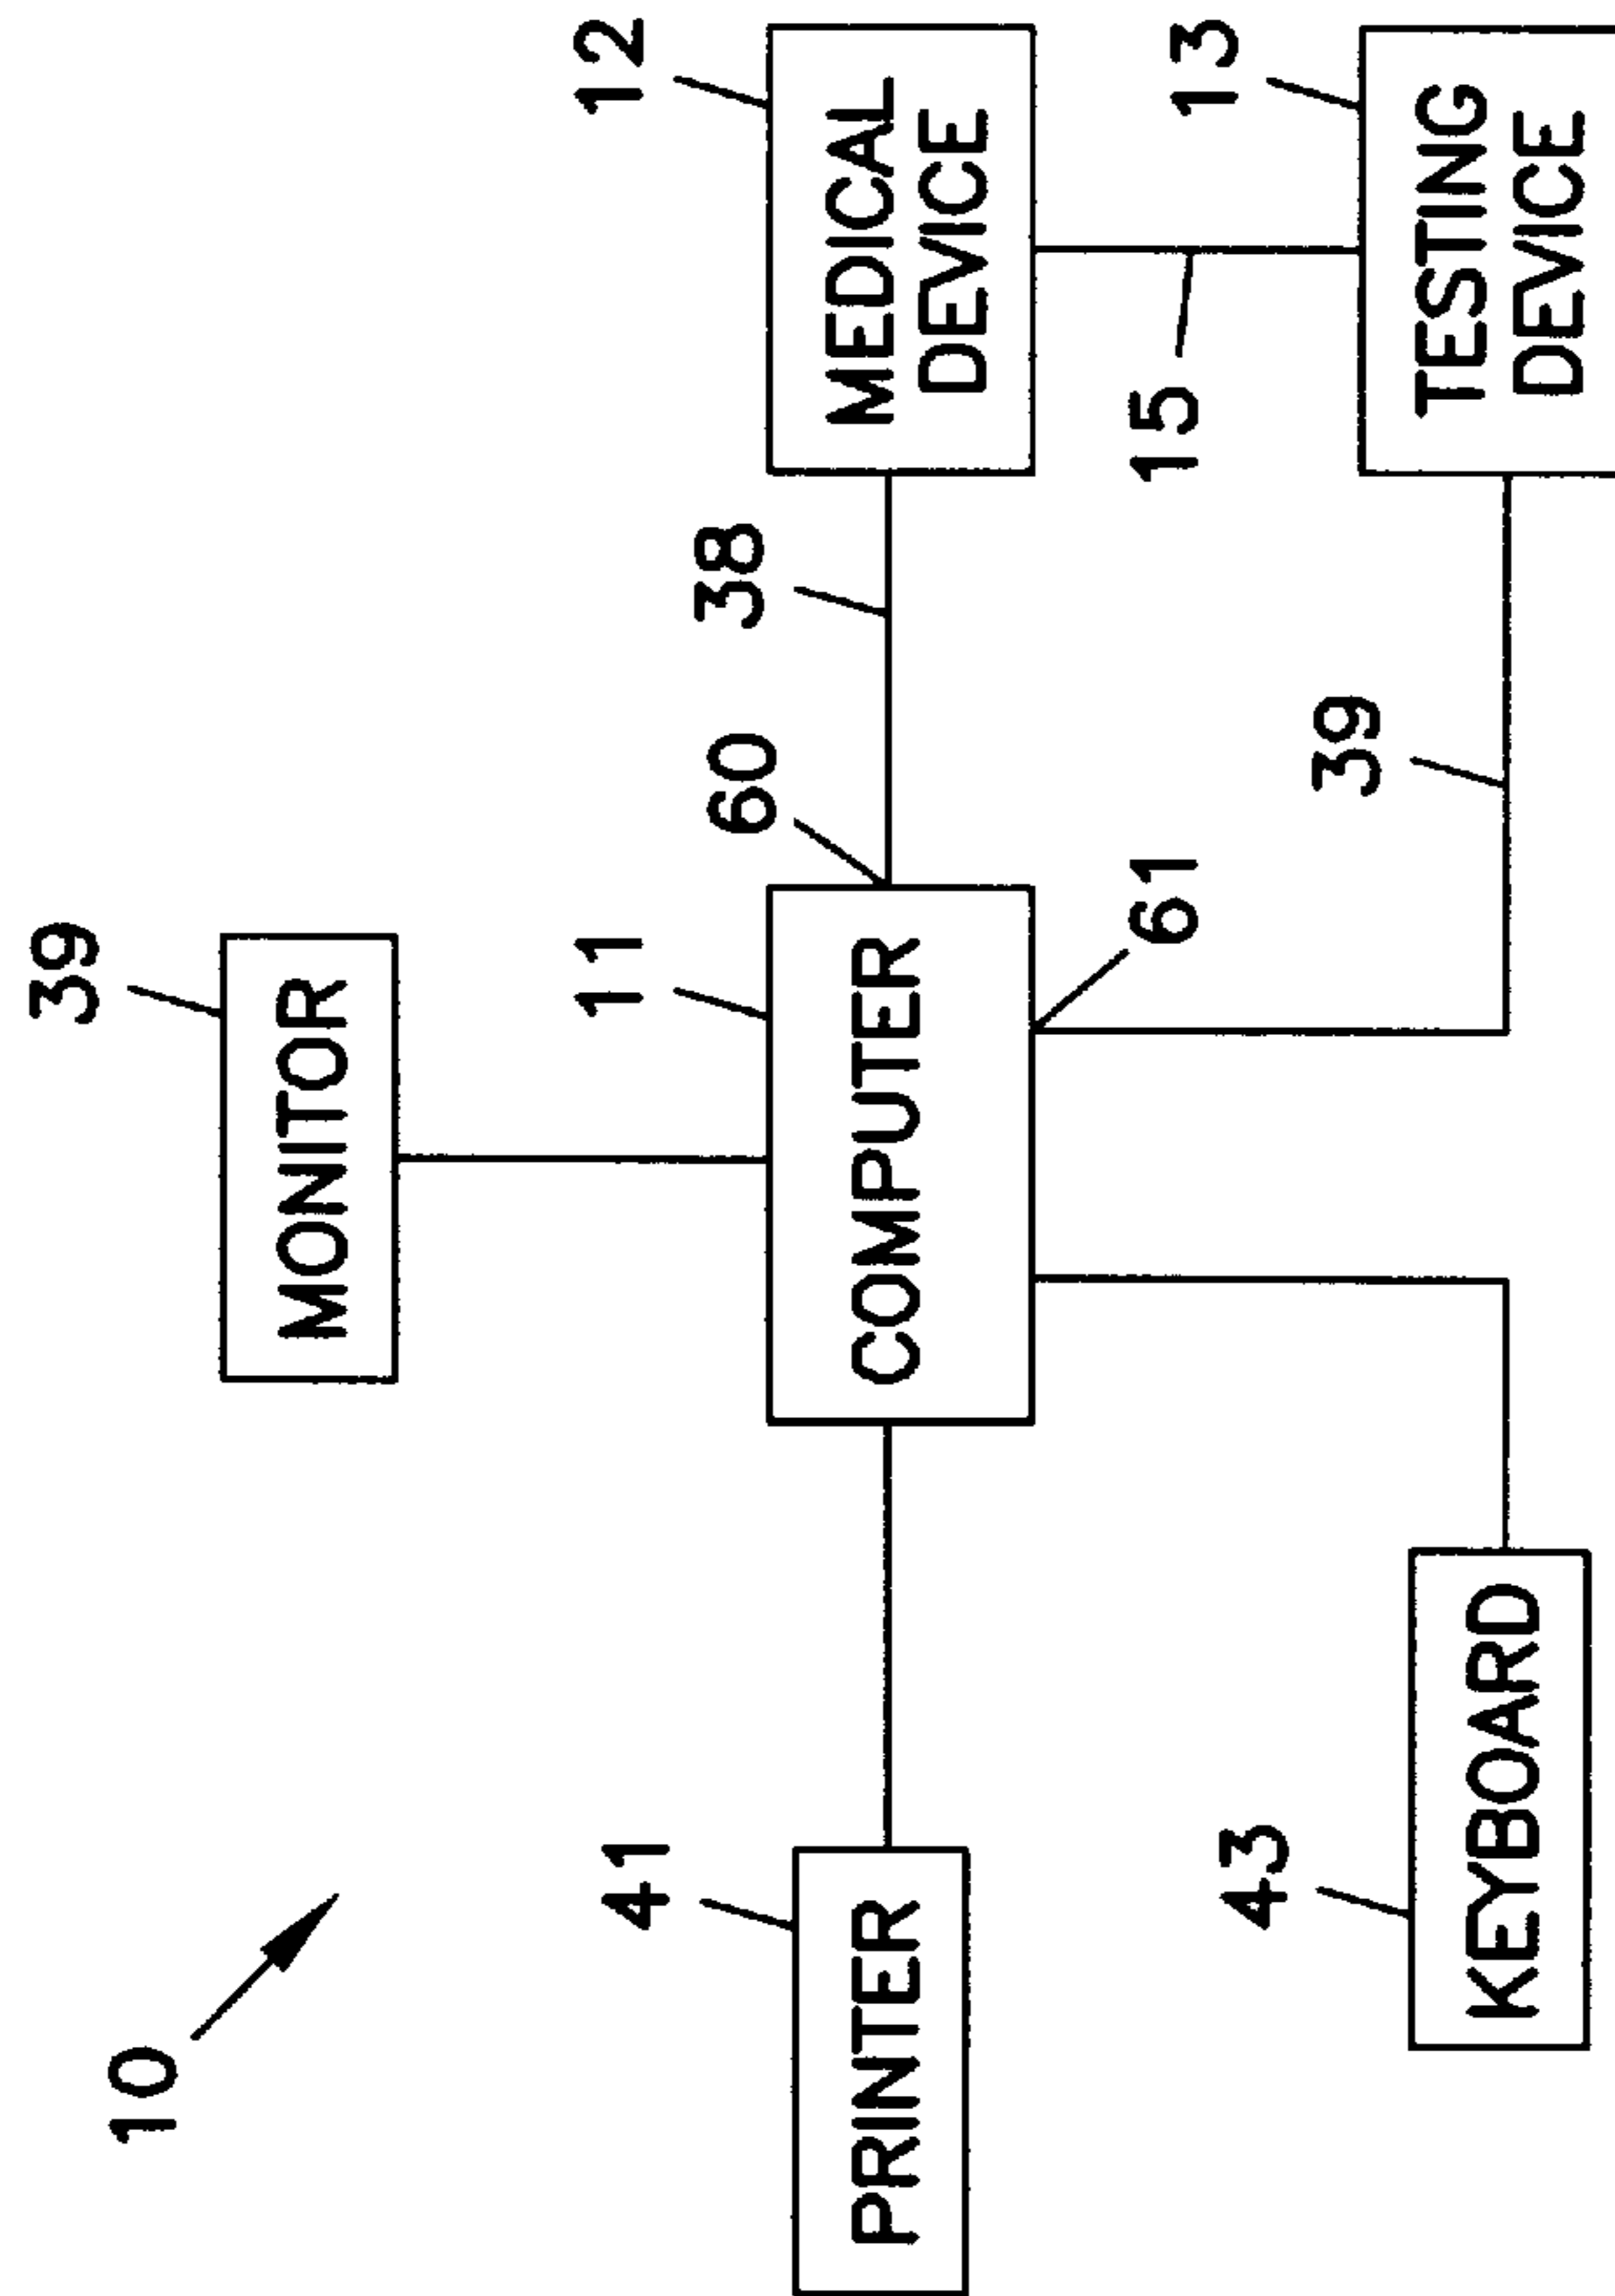 39
10
MONITOR
41
11
12
60
38
PRINTER
COMPUTER
MEDICAL
DEVICE
61
15
13
43
39
KEYBOARD
TESTING
DEVICE